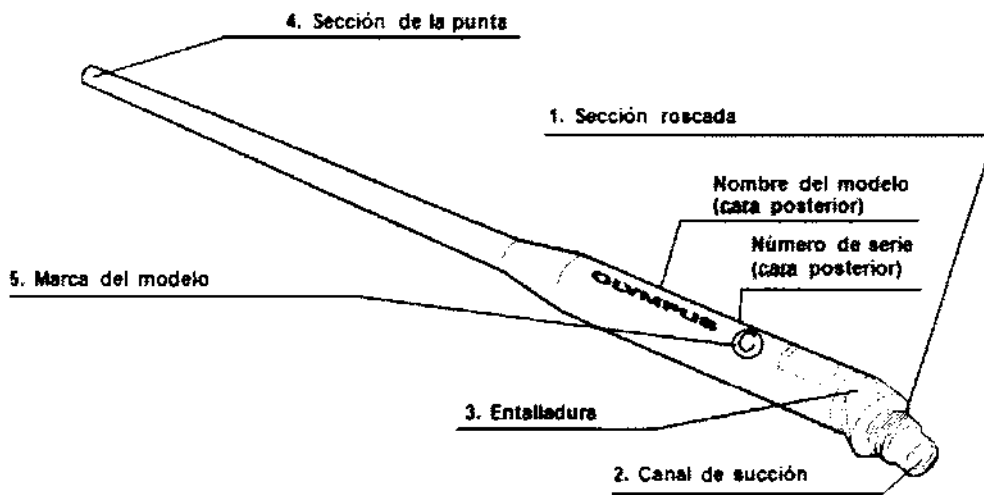 4. Sección de la punta
1. Sección roscada
Nombre del modelo
(cara posterior)
Número de serie
(cara posterior)
5. Marca del modelo
OLYMPUS
C
3. Entalladura
2. Canal de succión